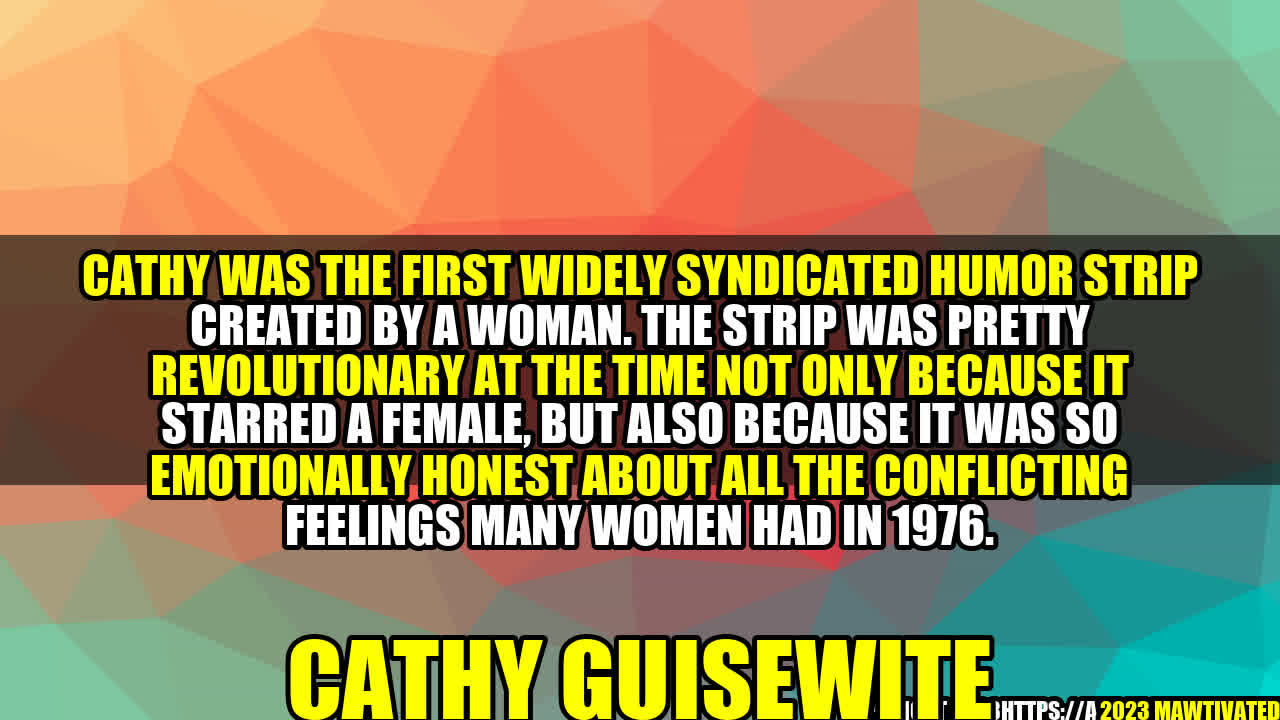 CATHY WAS THE FIRST WIDELY SYNDICATED HUMOR STRIP
CREATED BY A WOMAN. THE STRIP WAS PRETTY
REVOLUTIONARY AT THE TIME NOT ONLY BECAUSE IT
STARRED A FEMALE, BUT ALSO BECAUSE IT WAS SO
EMOTIONALLY HONEST ABOUT ALL THE CONFLICTING
FEELINGS MANY WOMEN HAD IN 1976.
CATHY GUISEWITE
HTTPS://A 2023 MAWTIVATED